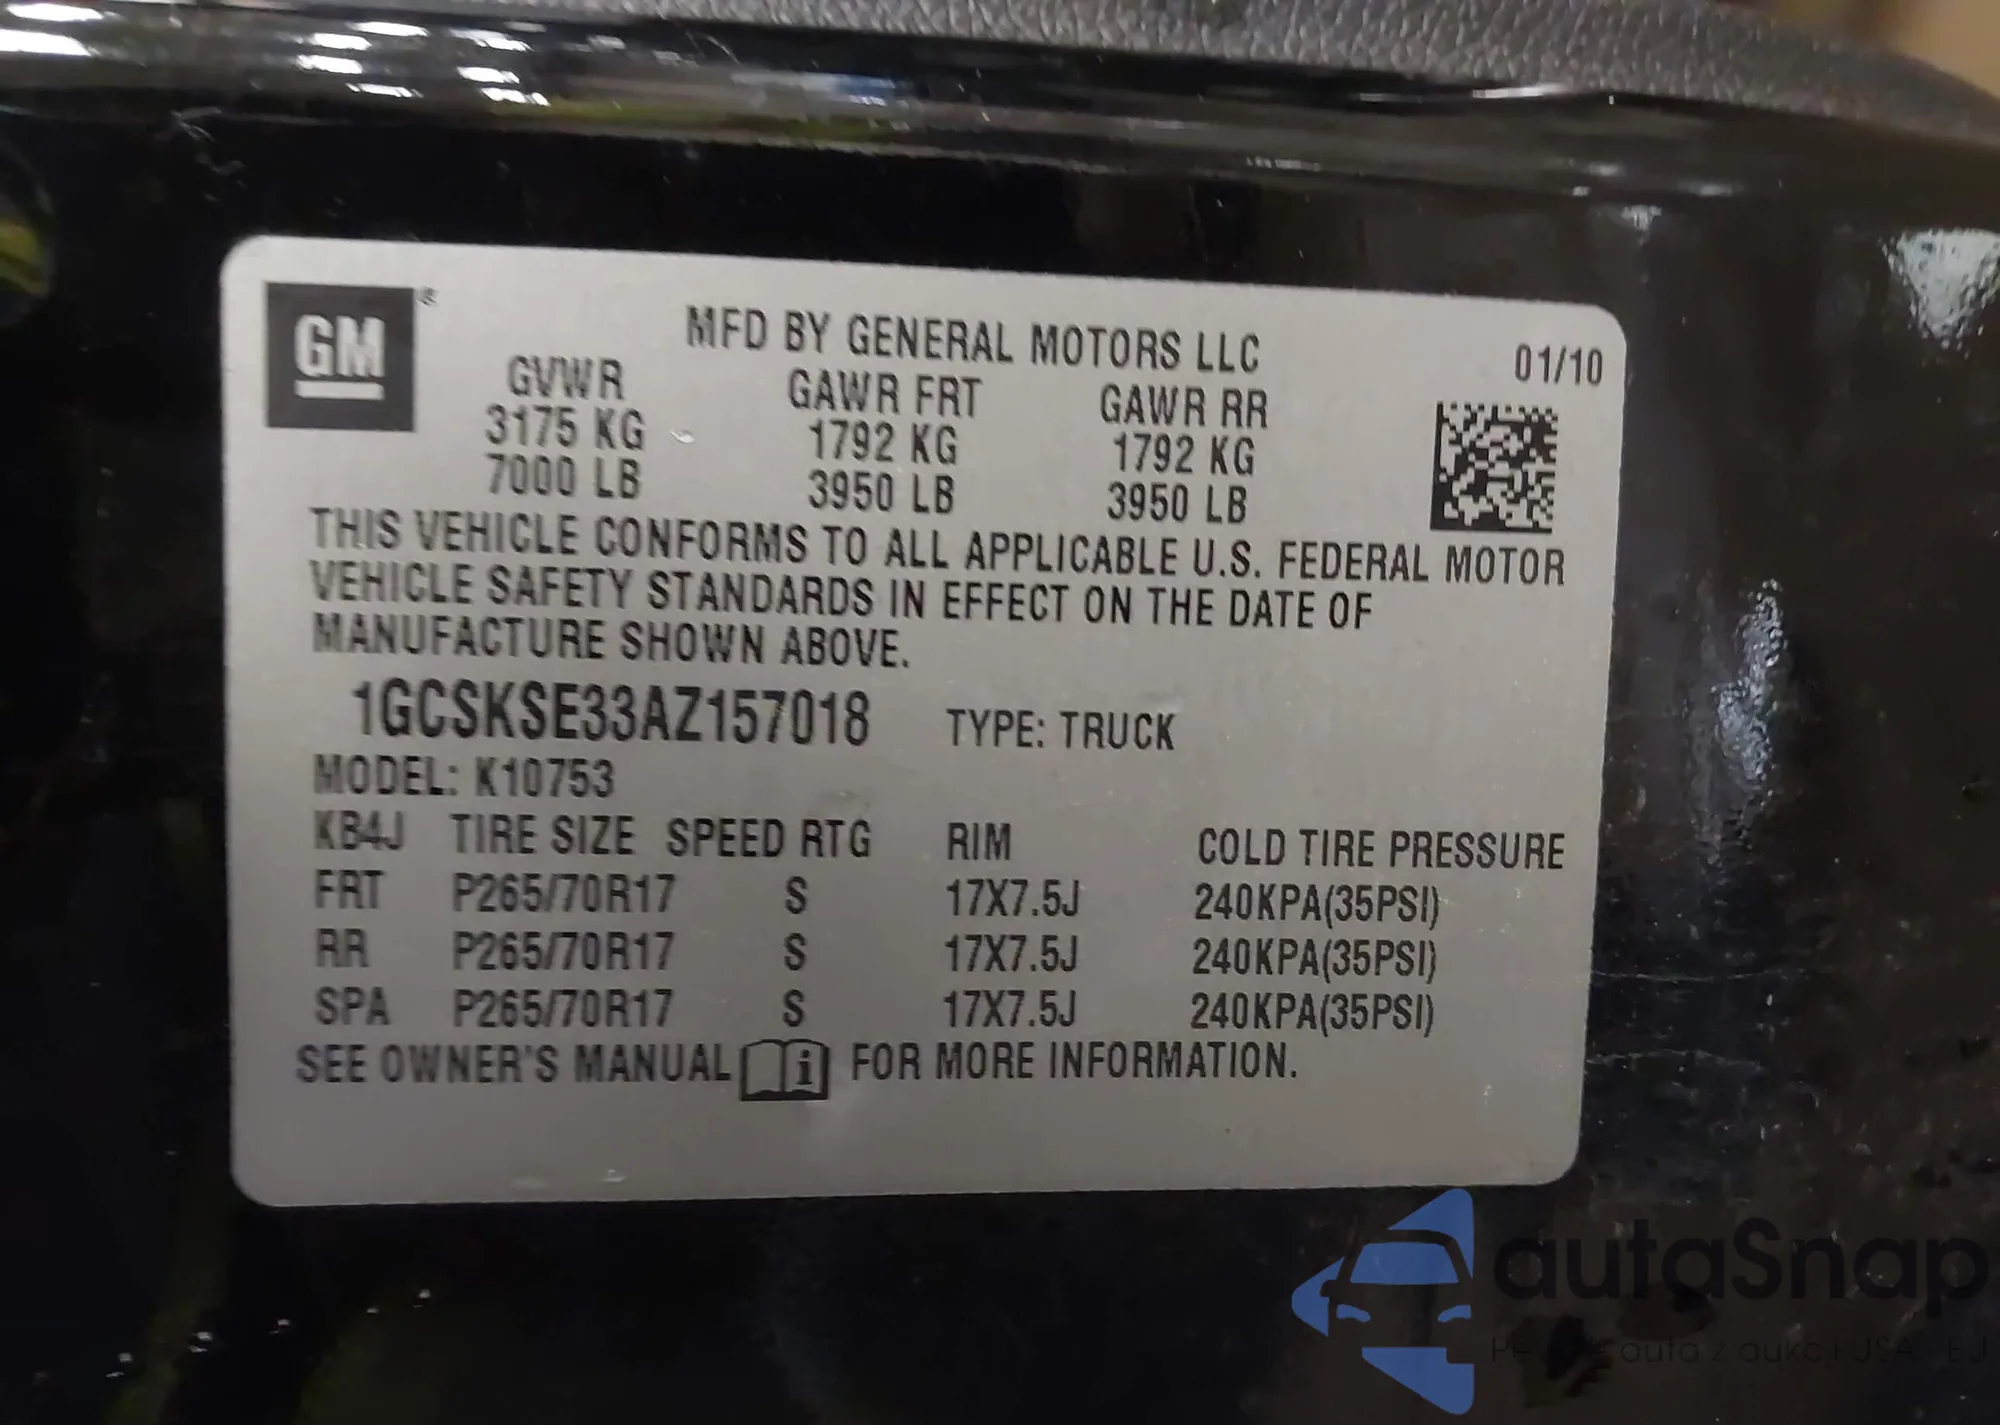 GM®
MFD BY GENERAL MOTORS LLC
01/10
GVWR GAWR FRT GAWR RR
3175 KG 1792 KG 1792 KG
7000 LB 3950 LB 3950 LB
THIS VEHICLE CONFORMS TO ALL APPLICABLE U.S. FEDERAL MOTOR
VEHICLE SAFETY STANDARDS IN EFFECT ON THE DATE OF
MANUFACTURE SHOWN ABOVE.
1GCSKSE33AZ157018 TYPE: TRUCK
MODEL: K10753
KB4J TIRE SIZE SPEED RTG RIM COLD TIRE PRESSURE
FRT P265/70R17 S 17X7.5J 240KPA(35PSI)
RR P265/70R17 S 17X7.5J 240KPA(35PSI)
SPA P265/70R17 S 17X7.5J 240KPA(35PSI)
SEE OWNER'S MANUAL i FOR MORE INFORMATION.
autaSnap
auta z aukcji USA